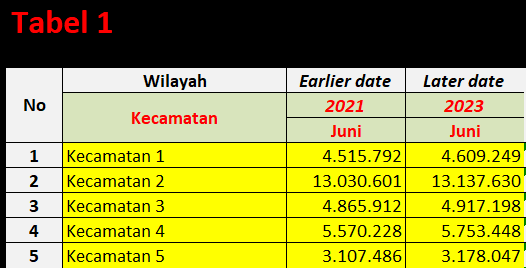 Tabel 1
No Wilayah Earlier date Later date
Kecamatan 2021 2023
Juni Juni
1 Kecamatan 1 4.515.792 4.609.249
2 Kecamatan 2 13.030.601 13.137.630
3 Kecamatan 3 4.865.912 4.917.198
4 Kecamatan 4 5.570.228 5.753.448
5 Kecamatan 5 3.107.486 3.178.047